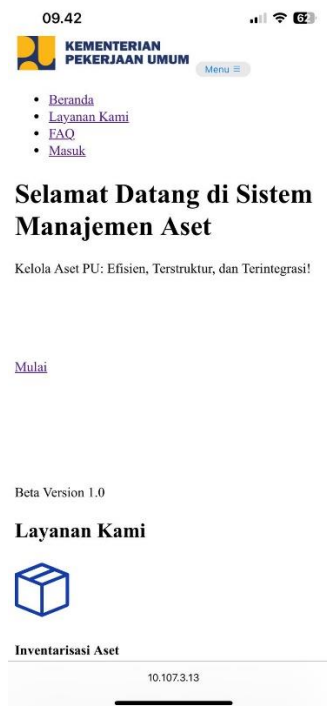 09.42
62
KEMENTERIAN
PEKERJAAN UMUM
Menu ≡
• Beranda
• Layanan Kami
• FAQ
• Masuk
Selamat Datang di Sistem
Manajemen Aset
Kelola Aset PU: Efisien, Terstruktur, dan Terintegrasi!
Mulai
Beta Version 1.0
Layanan Kami
Inventarisasi Aset
10.107.3.13